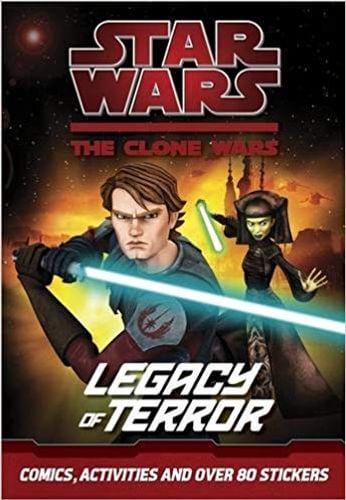 STAR
WARS
THE CLONE WARS
LEGACY
OF TERROR
COMICS, ACTIVITIES AND OVER 80 STICKERS